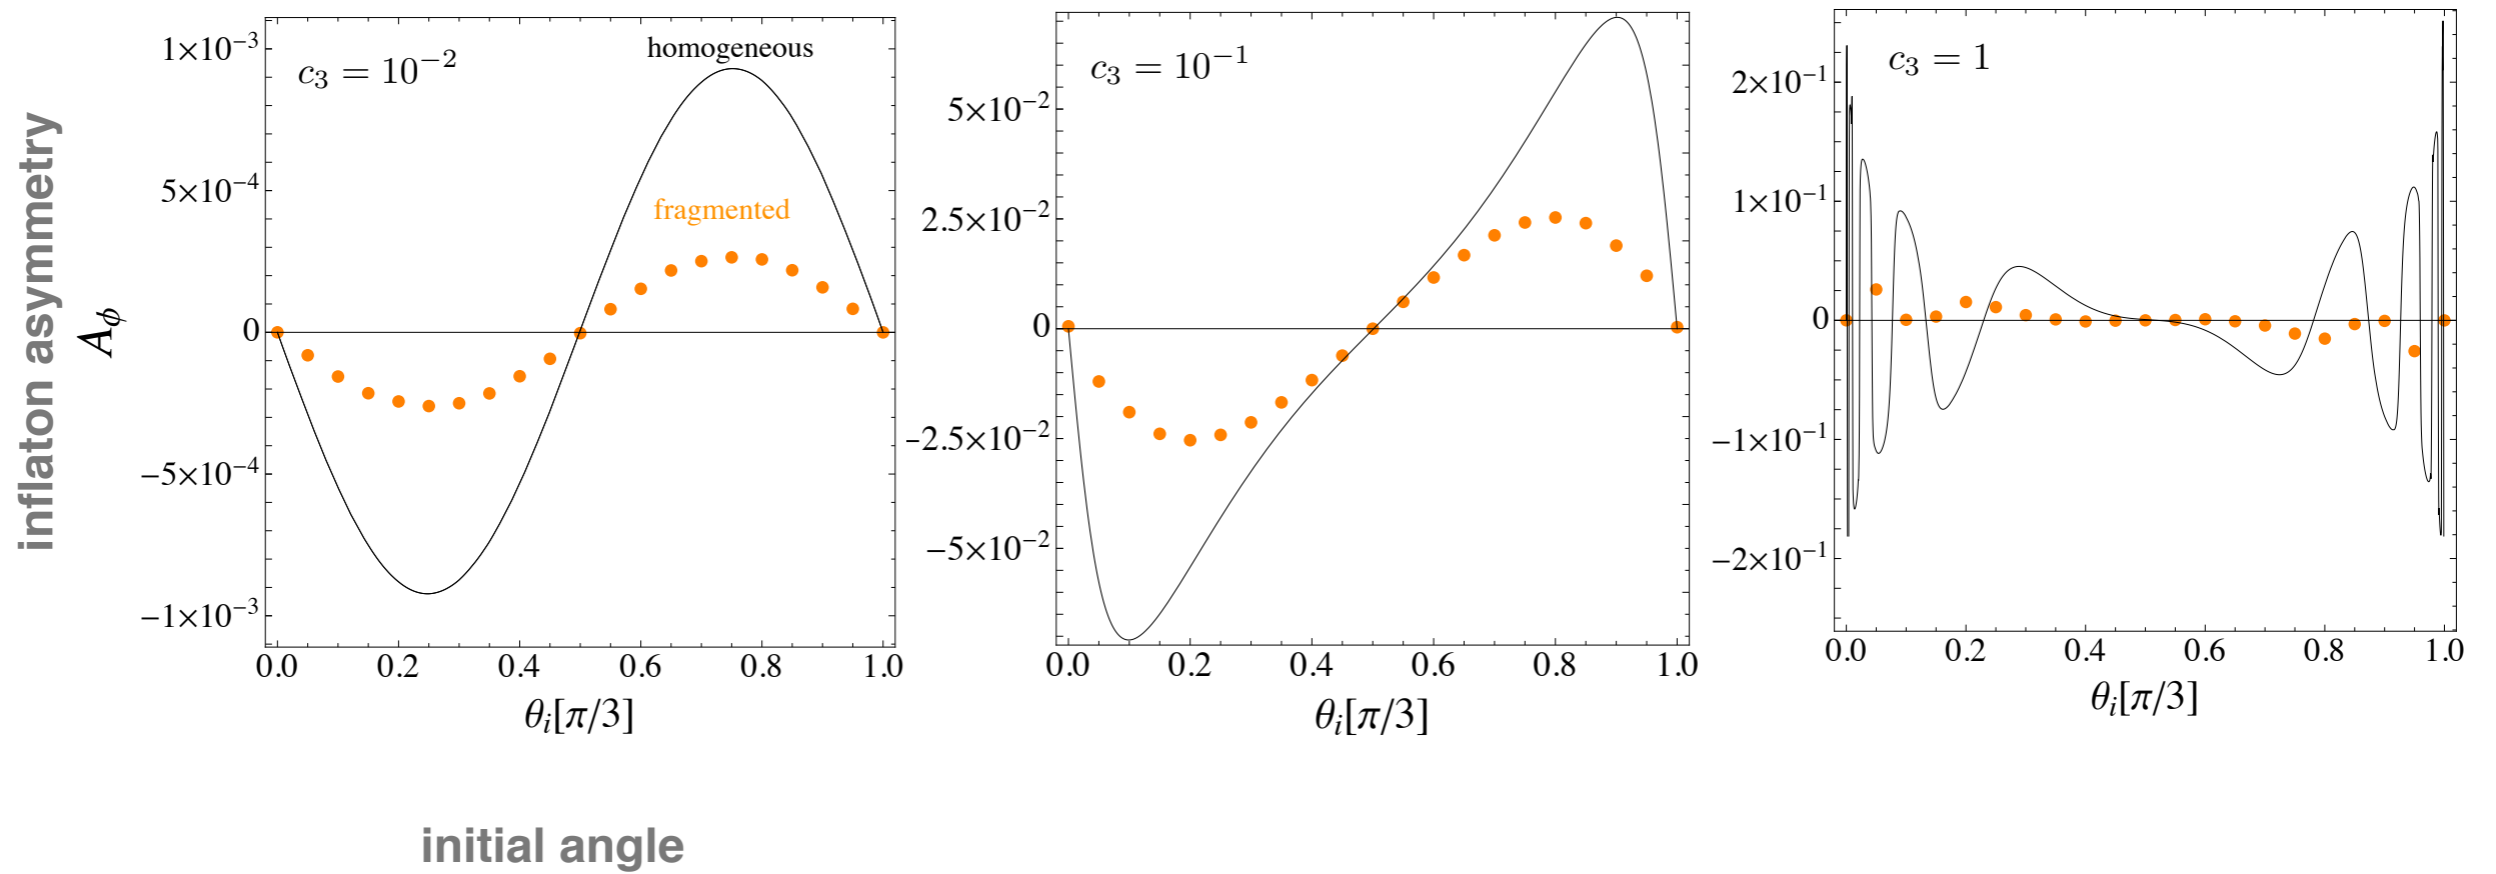 inflaton asymmetry
A_ϕ
1×10⁻³
5×10⁻⁴
0
−5×10⁻⁴
−1×10⁻³
c₃ = 10⁻²
homogeneous
fragmented
0.0 0.2 0.4 0.6 0.8 1.0
θᵢ[π/3]
5×10⁻²
2.5×10⁻²
0
-2.5×10⁻²
−5×10⁻²
c₃ = 10⁻¹
0.0 0.2 0.4 0.6 0.8 1.0
θᵢ[π/3]
2×10⁻¹
1×10⁻¹
0
−1×10⁻¹
−2×10⁻¹
c₃ = 1
0.0 0.2 0.4 0.6 0.8 1.0
θᵢ[π/3]
initial angle